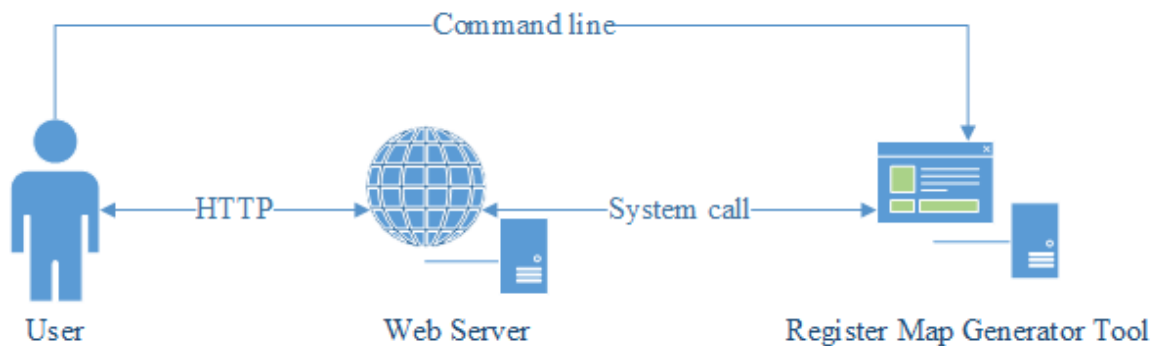 Command line
HTTP
System call
User
Web Server
Register Map Generator Tool